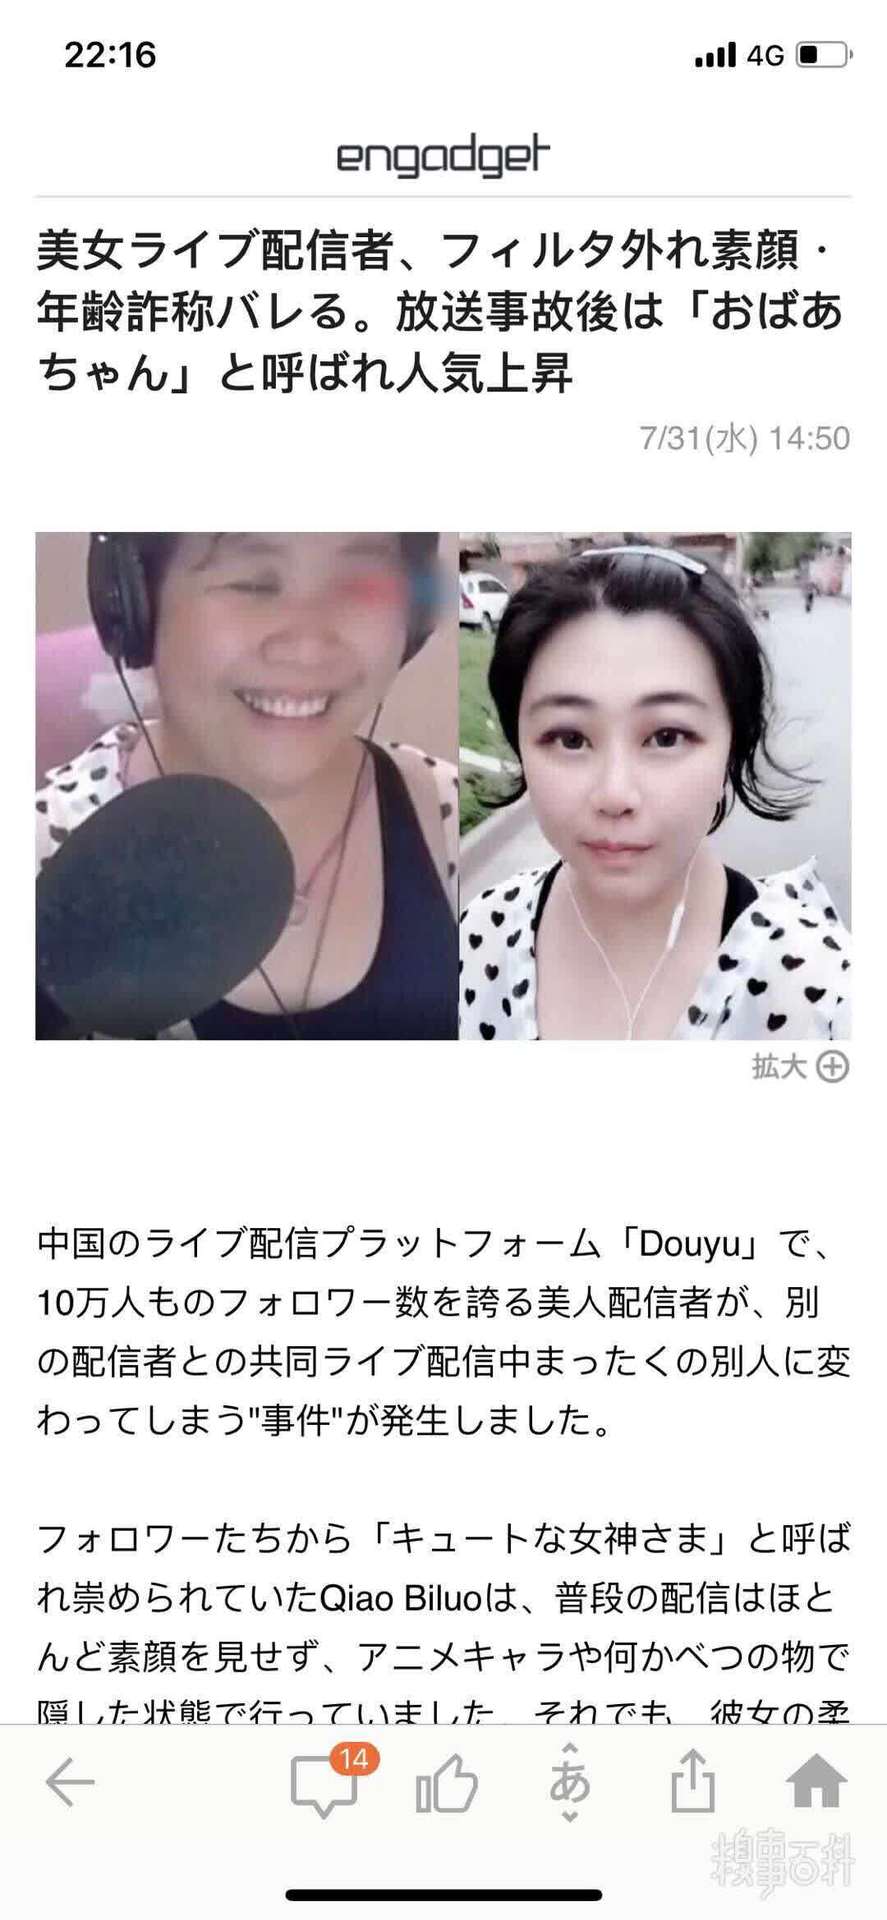 22:16
4G
engadget
美女ライブ配信者、フィルタ外れ素顔・
年齢詐称バレる。放送事故後は「おばあ
ちゃん」と呼ばれ人気上昇
7/31(水) 14:50
拡大
中国のライブ配信プラットフォーム「Douyu」で、
10万人ものフォロワー数を誇る美人配信者が、別
の配信者との共同ライブ配信中まったくの別人に変
わってしまう"事件"が発生しました。
フォロワーたちから「キュートな女神さま」と呼ば
れ崇められていたQiao Biluoは、普段の配信はほと
んど素顔を見せず、アニメキャラや何かべつの物で
隠した状態で行っていました。それでも、彼女の柔
14
あ
糗事百科